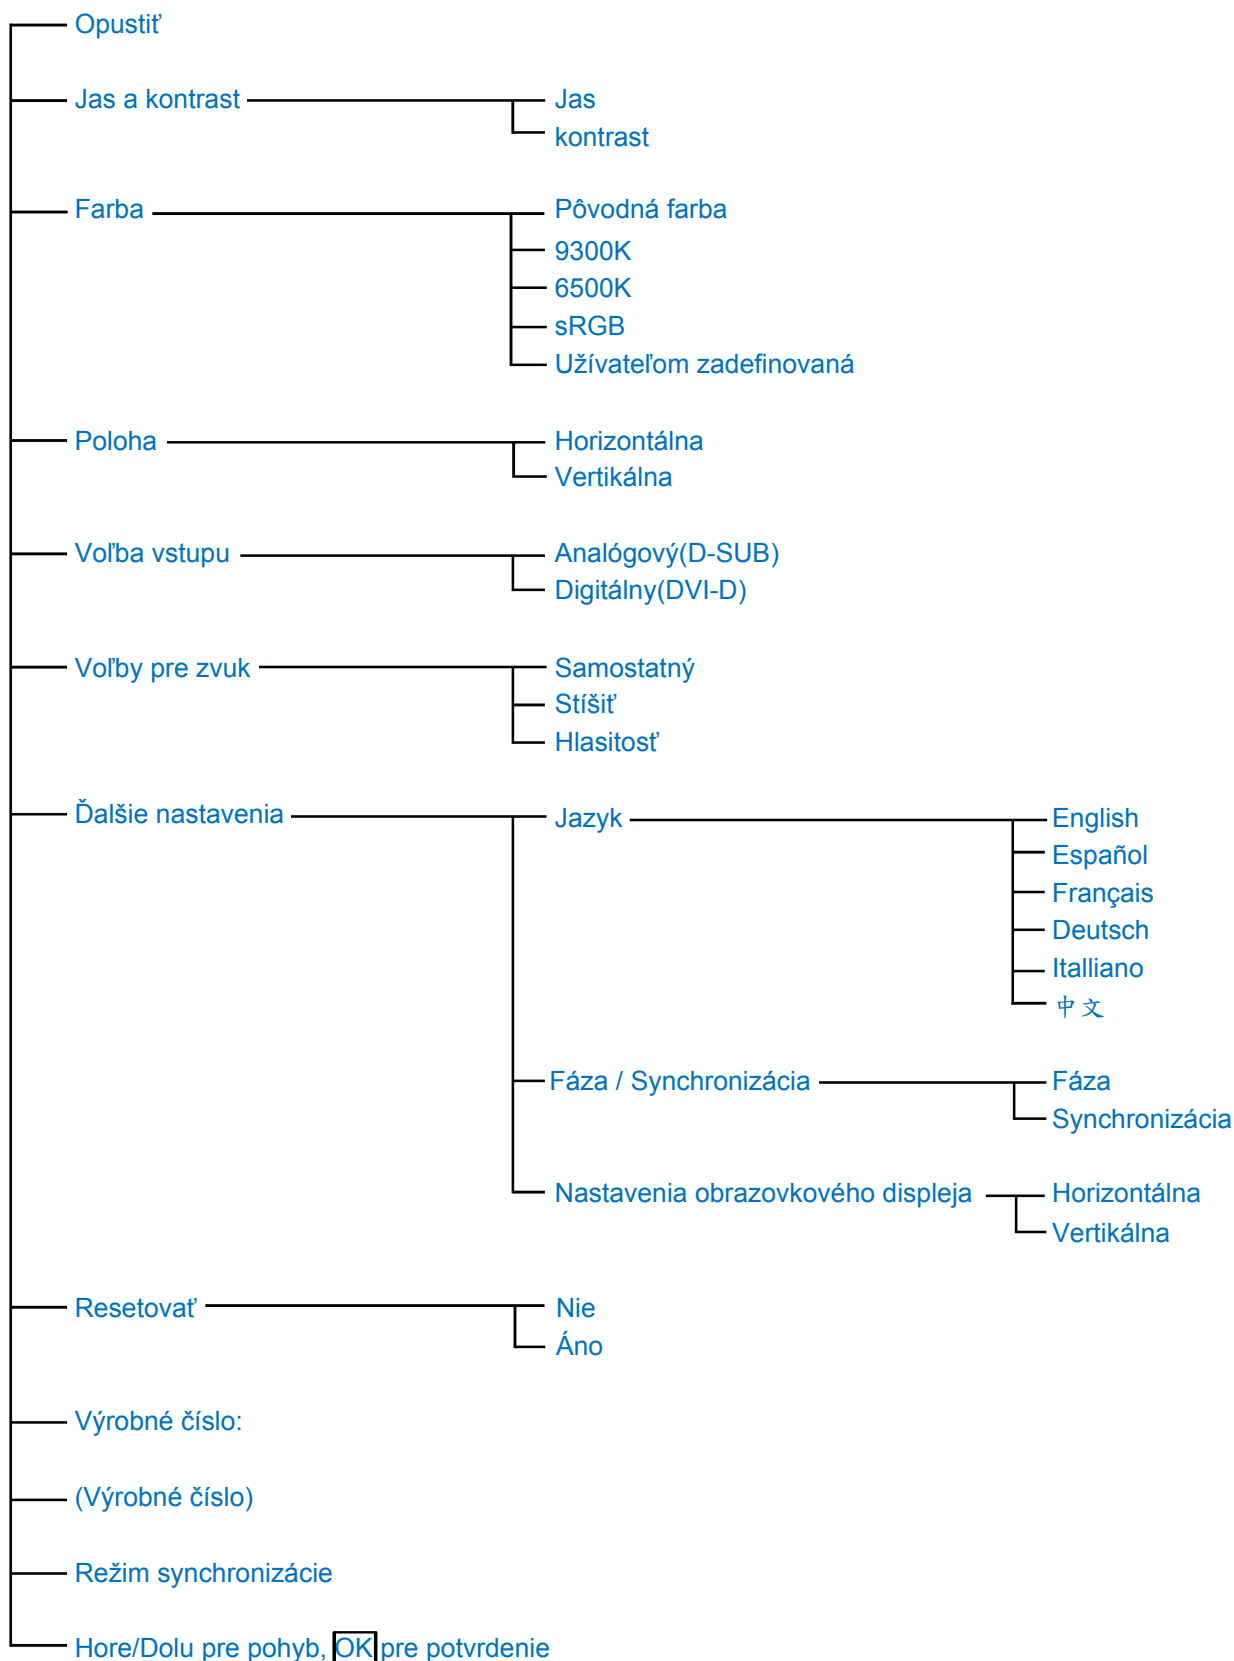 Opustiť
Jas a kontrast
Jas
kontrast
Farba
Pôvodná farba
9300K
6500K
sRGB
Užívateľom zadefinovaná
Poloha
Horizontálna
Vertikálna
Voľba vstupu
Analógový(D-SUB)
Digitálny(DVI-D)
Voľby pre zvuk
Samostatný
Stíšiť
Hlasitosť
Ďalšie nastavenia
Jazyk
English
Español
Français
Deutsch
Italliano
中文
Fáza / Synchronizácia
Fáza
Synchronizácia
Nastavenia obrazovkového displeja
Horizontálna
Vertikálna
Resetovať
Nie
Áno
Výrobné číslo:
(Výrobné číslo)
Režim synchronizácie
Hore/Dolu pre pohyb, OK pre potvrdenie